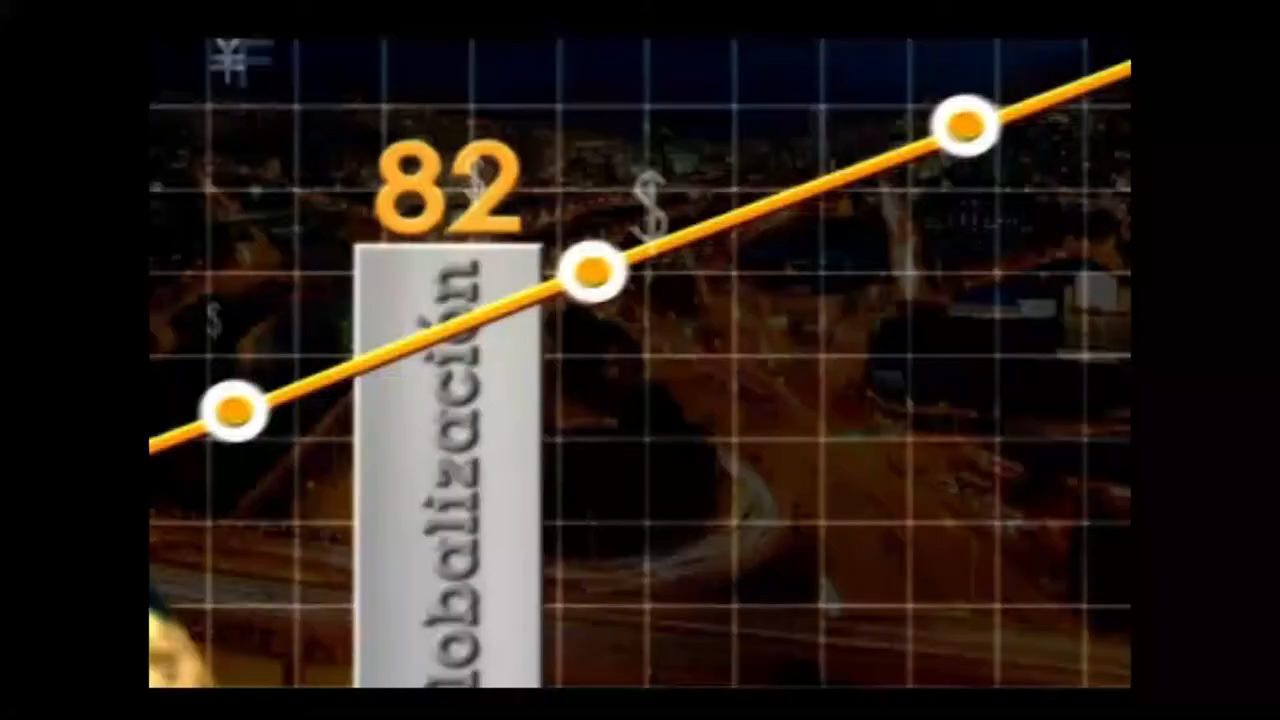 ¥
82
$
$
lobalización